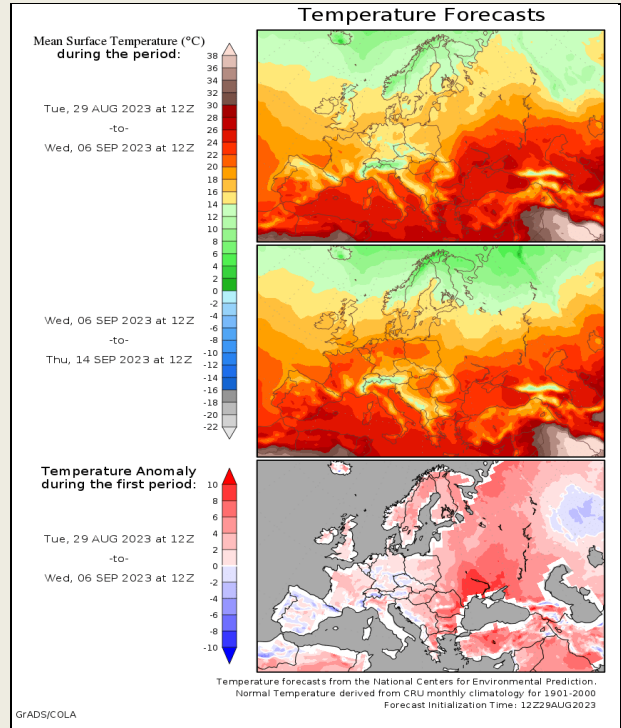 Temperature Forecasts
Mean Surface Temperature (°C)
during the period:
Tue, 29 AUG 2023 at 12Z
-to-
Wed, 06 SEP 2023 at 12Z
38
36
34
32
30
28
26
24
22
20
18
16
14
12
10
8
6
4
2
0
-2
-4
-6
-8
-10
-12
-14
-16
-18
-20
-22
Wed, 06 SEP 2023 at 12Z
-to-
Thu, 14 SEP 2023 at 12Z
Temperature Anomaly
during the first period:
Tue, 29 AUG 2023 at 12Z
-to-
Wed, 06 SEP 2023 at 12Z
10
8
6
4
2
0
-2
-4
-6
-8
-10
Temperature forecasts from the National Centers for Environmental Prediction.
Normal Temperature derived from CRU monthly climatology for 1901-2000
Forecast Initialization Time: 12Z29AUG2023
GrADS/COLA